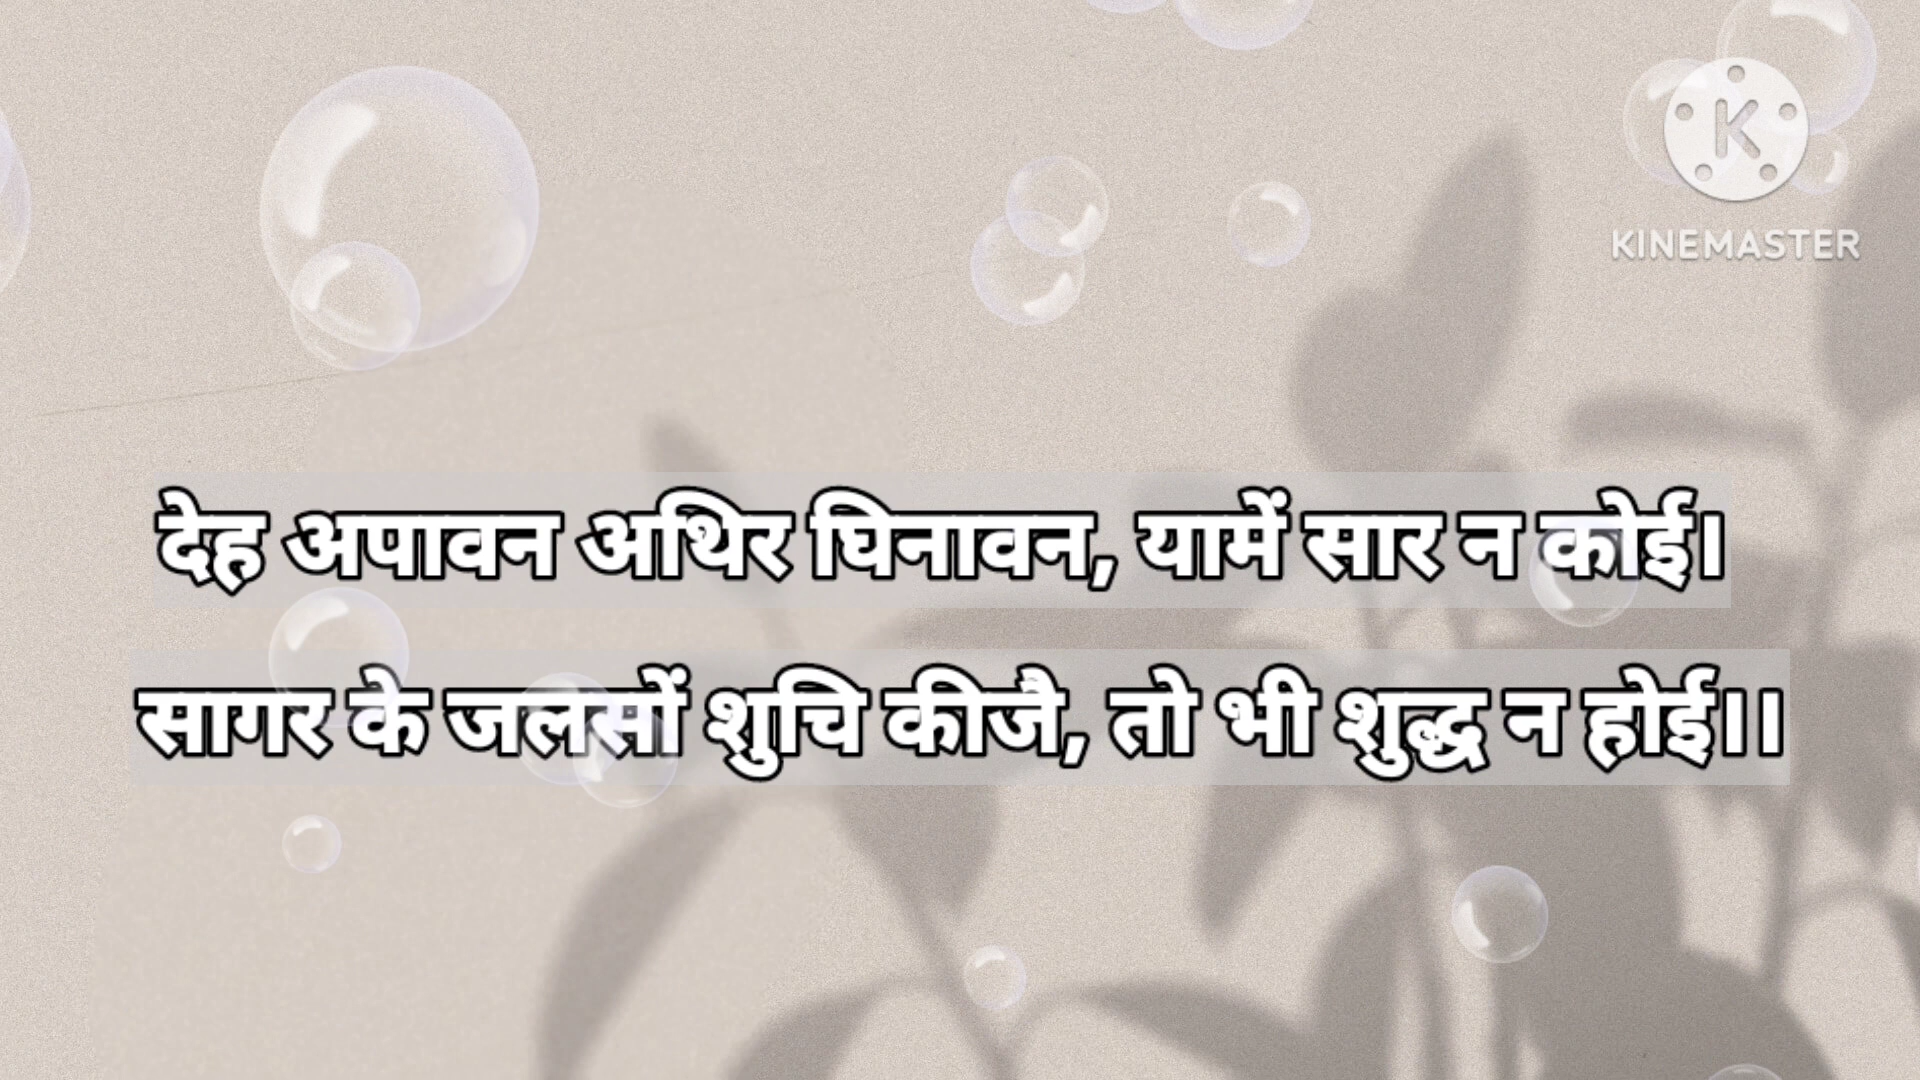 KINEMASTER
देह अपावन अथिर घिनावन, यामें सार न कोई।
सागर के जलसों शुचि कीजै, तो भी शुद्ध न होई।।